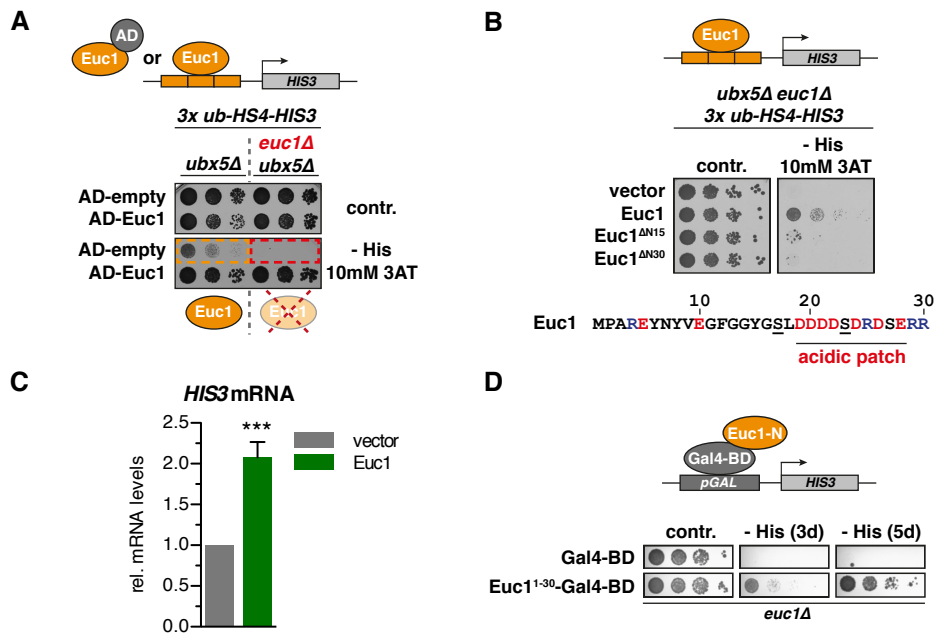 A
AD
Euc1 or Euc1
HIS3
3x ub-HS4-HIS3
euc1Δ
ubx5Δ ubx5Δ
AD-empty
AD-Euc1
contr.
AD-empty
AD-Euc1
- His
10mM 3AT
Euc1 Euc1
B
Euc1
HIS3
ubx5Δ euc1Δ
3x ub-HS4-HIS3
- His
contr. 10mM 3AT
vector
Euc1
Euc1ΔN15
Euc1ΔN30
10 20 30
Euc1 MPAREYNYVEGFGGYGSLDDDDSDRDSERR
acidic patch
C
HIS3 mRNA
rel. mRNA levels
2.5
2.0
1.0
0.5
0.0
***
vector
Euc1
D
Euc1-N
Gal4-BD
pGAL
HIS3
contr. - His (3d) - His (5d)
Gal4-BD
Euc11-30-Gal4-BD
euc1Δ